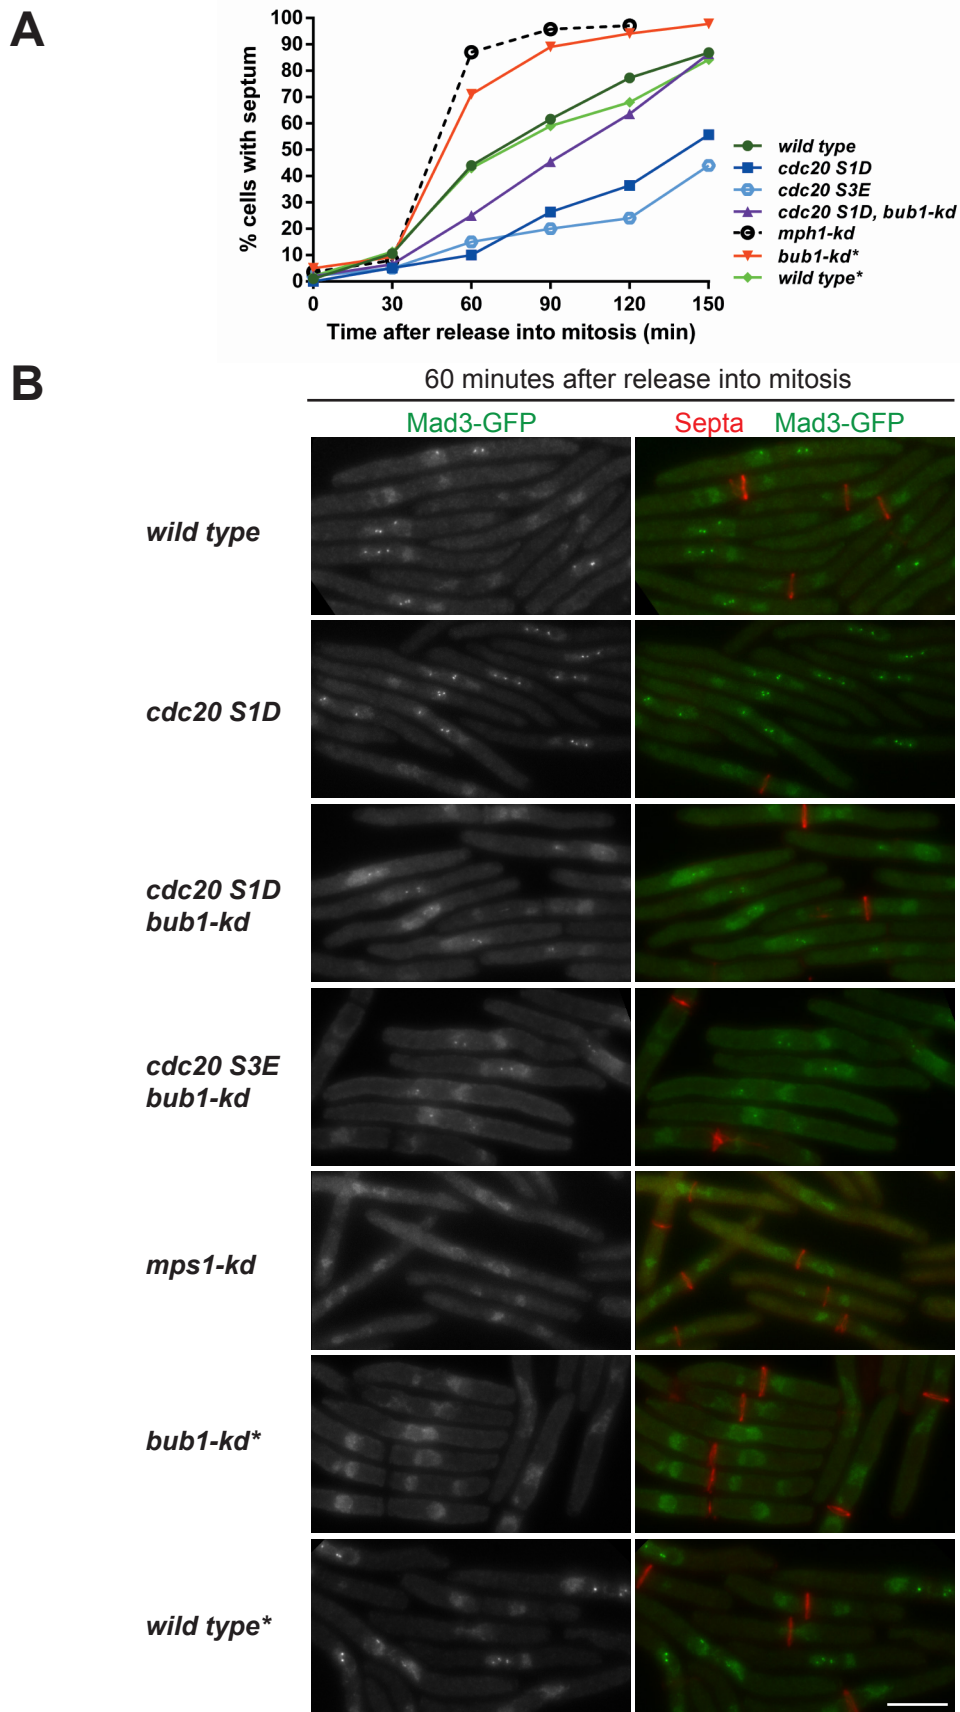 A
% cells with septum
100
90
80
70
60
50
40
30
20
10
0
0 30 60 90 120 150
Time after release into mitosis (min)
wild type
cdc20 S1D
cdc20 S3E
cdc20 S1D, bub1-kd
mph1-kd
bub1-kd*
wild type*
B
60 minutes after release into mitosis
Mad3-GFP Septa Mad3-GFP
wild type
cdc20 S1D
cdc20 S1D
bub1-kd
cdc20 S3E
bub1-kd
mps1-kd
bub1-kd*
wild type*